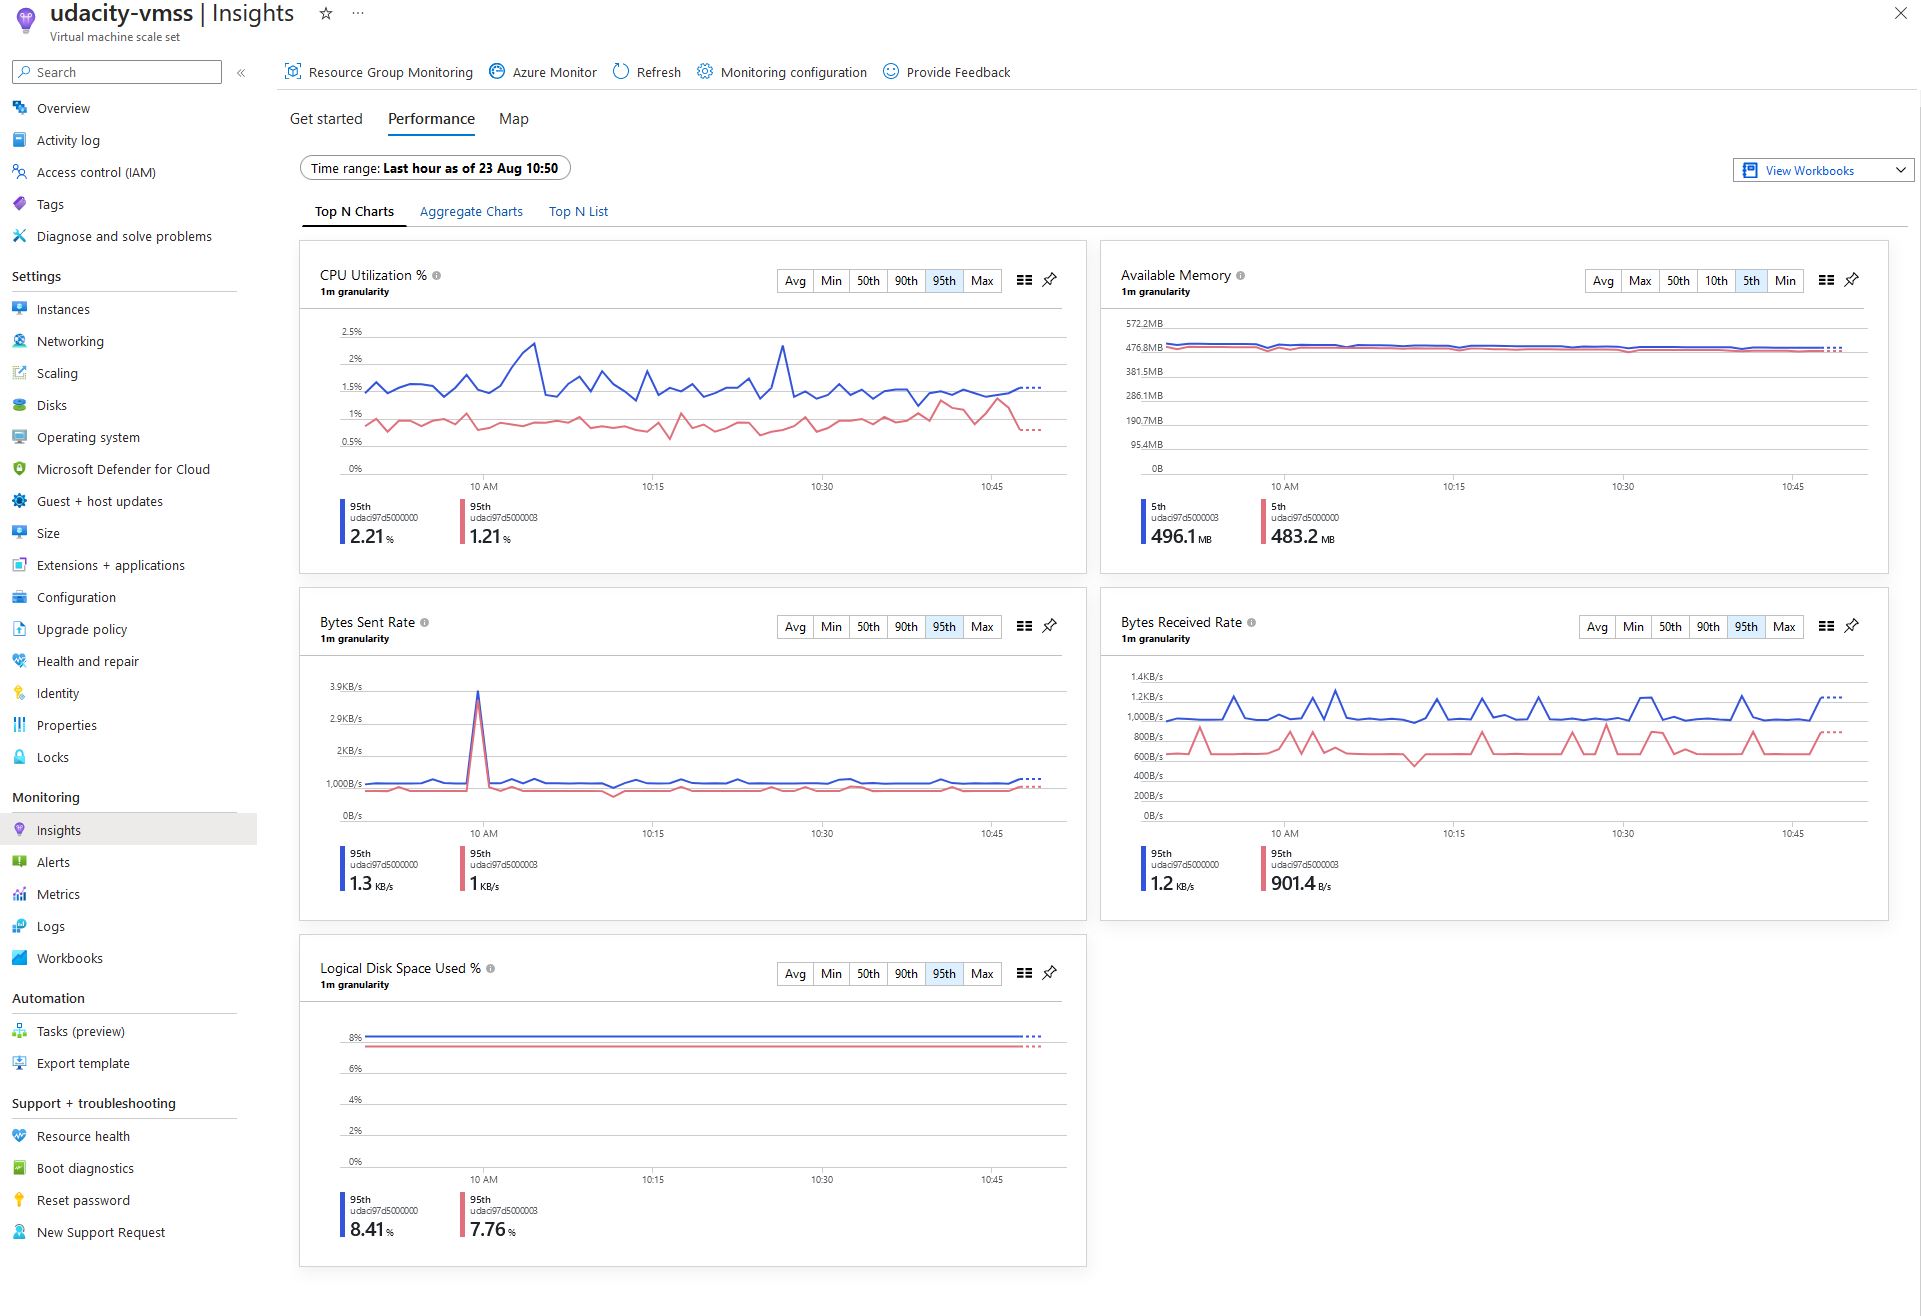 udacity-vmss | Insights
Virtual machine scale set
Search
Overview
Activity log
Access control (IAM)
Tags
Diagnose and solve problems
Settings
Instances
Networking
Scaling
Disks
Operating system
Microsoft Defender for Cloud
Guest + host updates
Size
Extensions + applications
Configuration
Upgrade policy
Health and repair
Identity
Properties
Locks
Monitoring
Insights
Alerts
Metrics
Logs
Workbooks
Automation
Tasks (preview)
Export template
Support + troubleshooting
Resource health
Boot diagnostics
Reset password
New Support Request
Resource Group Monitoring Azure Monitor Refresh Monitoring configuration Provide Feedback
Get started Performance Map
Time range: Last hour as of 23 Aug 10:50
View Workbooks
Top N Charts Aggregate Charts Top N List
CPU Utilization %
1m granularity
Avg Min 50th 90th 95th Max
2.5%
2%
1.5%
1%
0.5%
0%
10 AM 10:15 10:30 10:45
95th 95th
udaci97d5000000 udaci97d5000003
2.21 % 1.21 %
Available Memory
1m granularity
Avg Max 50th 10th 5th Min
572.2MB
476.8MB
381.5MB
286.1MB
190.7MB
95.4MB
0B
10 AM 10:15 10:30 10:45
5th 5th
udaci97d5000003 udaci97d5000000
496.1 MB 483.2 MB
Bytes Sent Rate
1m granularity
Avg Min 50th 90th 95th Max
3.9KB/s
2.9KB/s
2KB/s
1,000B/s
0B/s
10 AM 10:15 10:30 10:45
95th 95th
udaci97d5000000 udaci97d5000003
1.3 KB/s 1 KB/s
Bytes Received Rate
1m granularity
Avg Min 50th 90th 95th Max
1.4KB/s
1.2KB/s
1,000B/s
800B/s
600B/s
400B/s
200B/s
0B/s
10 AM 10:15 10:30 10:45
95th 95th
udaci97d5000000 udaci97d5000003
1.2 KB/s 901.4 B/s
Logical Disk Space Used %
1m granularity
Avg Min 50th 90th 95th Max
8%
6%
4%
2%
0%
10 AM 10:15 10:30 10:45
95th 95th
udaci97d5000000 udaci97d5000003
8.41 % 7.76 %